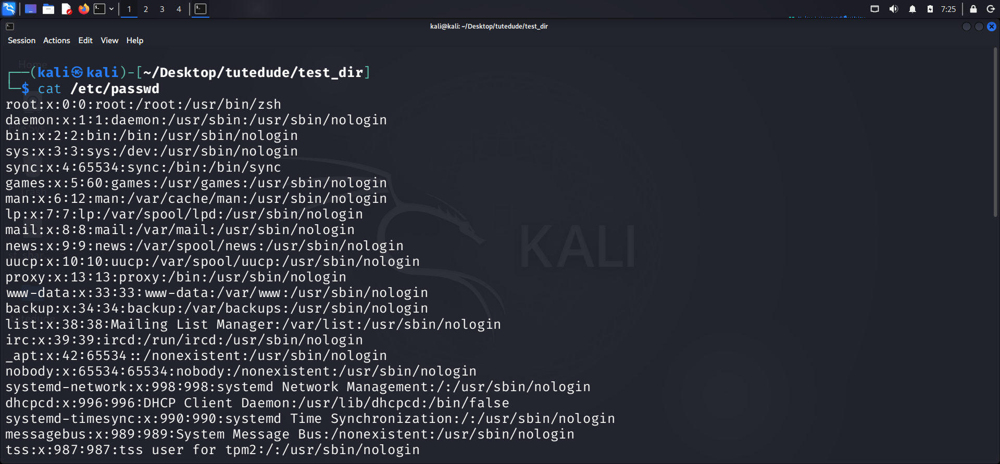 1 2 3 4
7:25
kali@kali: ~/Desktop/tutedude/test_dir
Session Actions Edit View Help
Home
┌──(kali㉿kali)-[~/Desktop/tutedude/test_dir]
└─$ cat /etc/passwd
root:x:0:0:root:/root:/usr/bin/zsh
daemon:x:1:1:daemon:/usr/sbin:/usr/sbin/nologin
bin:x:2:2:bin:/bin:/usr/sbin/nologin
sys:x:3:3:sys:/dev:/usr/sbin/nologin
sync:x:4:65534:sync:/bin:/bin/sync
games:x:5:60:games:/usr/games:/usr/sbin/nologin
man:x:6:12:man:/var/cache/man:/usr/sbin/nologin
lp:x:7:7:lp:/var/spool/lpd:/usr/sbin/nologin
mail:x:8:8:mail:/var/mail:/usr/sbin/nologin
news:x:9:9:news:/var/spool/news:/usr/sbin/nologin
uucp:x:10:10:uucp:/var/spool/uucp:/usr/sbin/nologin
proxy:x:13:13:proxy:/bin:/usr/sbin/nologin
www-data:x:33:33:www-data:/var/www:/usr/sbin/nologin
backup:x:34:34:backup:/var/backups:/usr/sbin/nologin
list:x:38:38:Mailing List Manager:/var/list:/usr/sbin/nologin
irc:x:39:39:ircd:/run/ircd:/usr/sbin/nologin
_apt:x:42:65534::/nonexistent:/usr/sbin/nologin
nobody:x:65534:65534:nobody:/nonexistent:/usr/sbin/nologin
systemd-network:x:998:998:systemd Network Management:/:/usr/sbin/nologin
dhcpcd:x:996:996:DHCP Client Daemon:/usr/lib/dhcpcd:/bin/false
systemd-timesync:x:990:990:systemd Time Synchronization:/:/usr/sbin/nologin
messagebus:x:989:989:System Message Bus:/nonexistent:/usr/sbin/nologin
tss:x:987:987:tss user for tpm2:/:/usr/sbin/nologin
KALI
Trash
tutedude